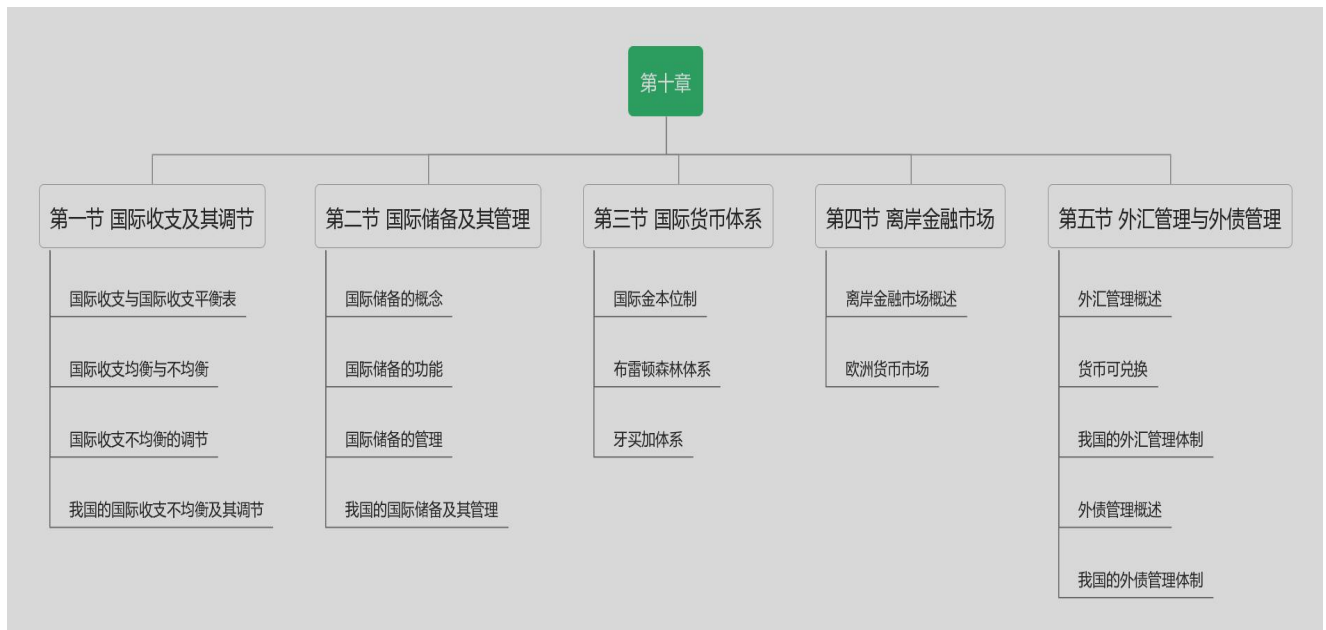 第十章
第一节 国际收支及其调节
国际收支与国际收支平衡表
国际收支均衡与不均衡
国际收支不均衡的调节
我国的国际收支不均衡及其调节
第二节 国际储备及其管理
国际储备的概念
国际储备的功能
国际储备的管理
我国的国际储备及其管理
第三节 国际货币体系
国际金本位制
布雷顿森林体系
牙买加体系
第四节 离岸金融市场
离岸金融市场概述
欧洲货币市场
第五节 外汇管理与外债管理
外汇管理概述
货币可兑换
我国的外汇管理体制
外债管理概述
我国的外债管理体制